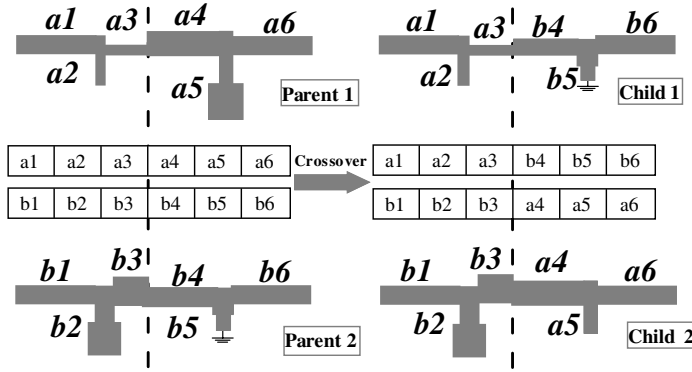 a1 a3 a4 a6
a2 a5
Parent 1
a1 a3 b4 b6
a2 b5
Child 1
a1 a2 a3 a4 a5 a6
b1 b2 b3 b4 b5 b6
Crossover
a1 a2 a3 b4 b5 b6
b1 b2 b3 a4 a5 a6
b1 b3 b4 b6
b2 b5
Parent 2
b1 b3 a4 a6
b2 a5
Child 2